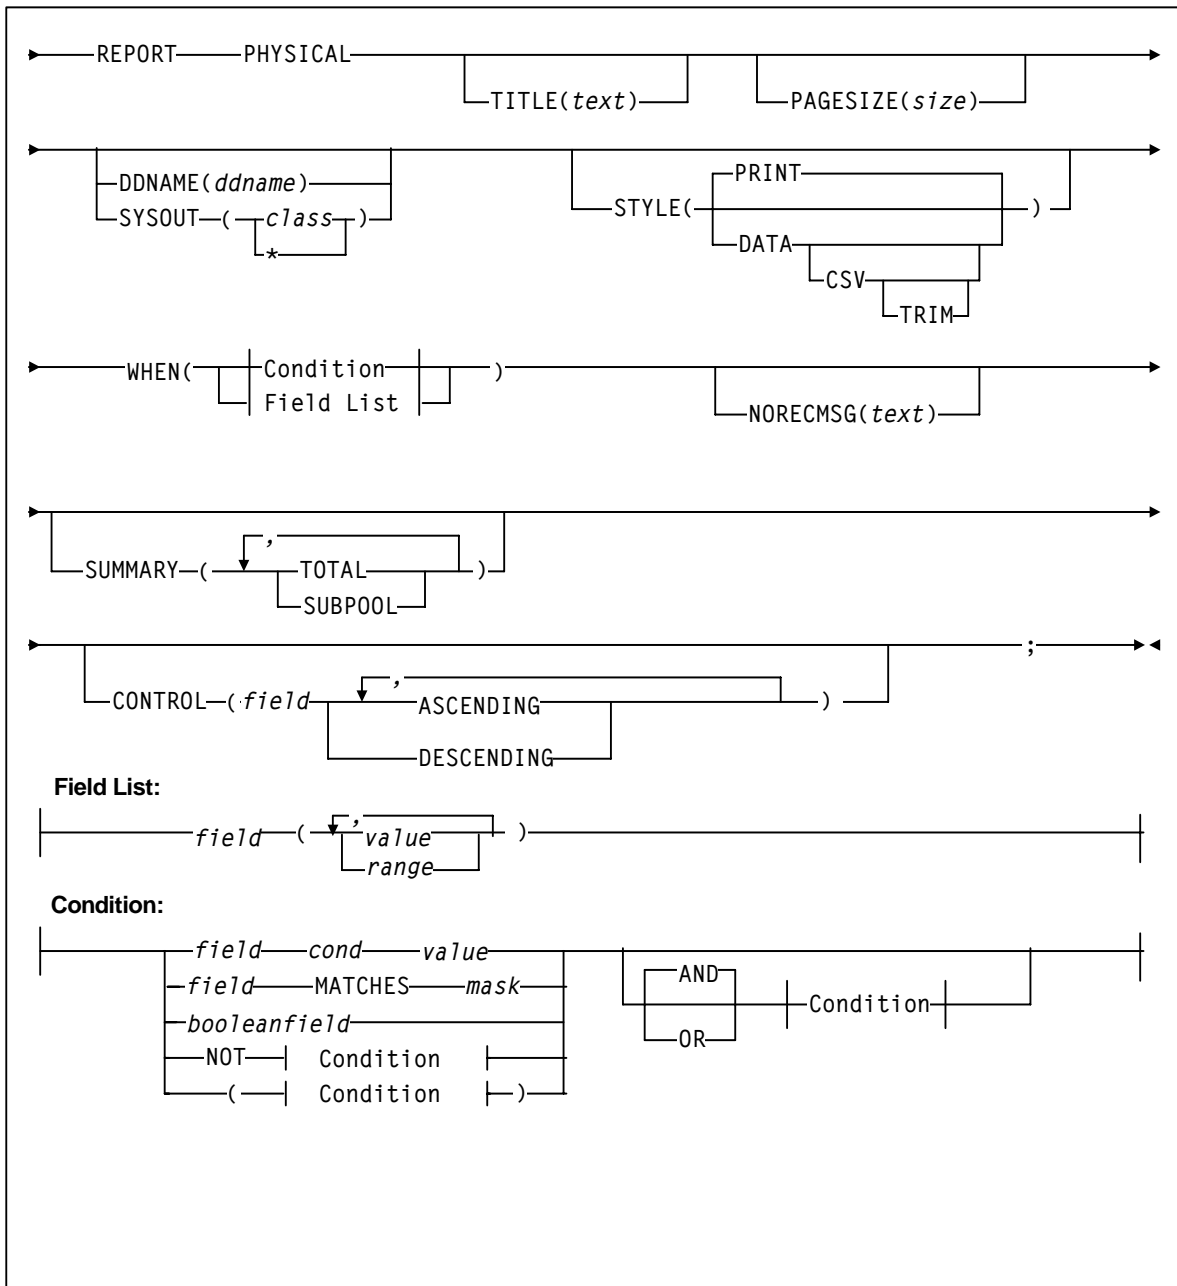 REPORT PHYSICAL
TITLE(text) PAGESIZE(size)
DDNAME(ddname) PRINT
SYSOUT ( class ) STYLE( )
* DATA
CSV
TRIM
WHEN( Condition )
Field List NORECMSG(text)
,
SUMMARY ( TOTAL )
SUBPOOL
, ;
CONTROL (field ASCENDING )
DESCENDING
Field List:
,
field ( value )
range
Condition:
field cond value
field MATCHES mask AND
booleanfield Condition
NOT Condition OR
( Condition )